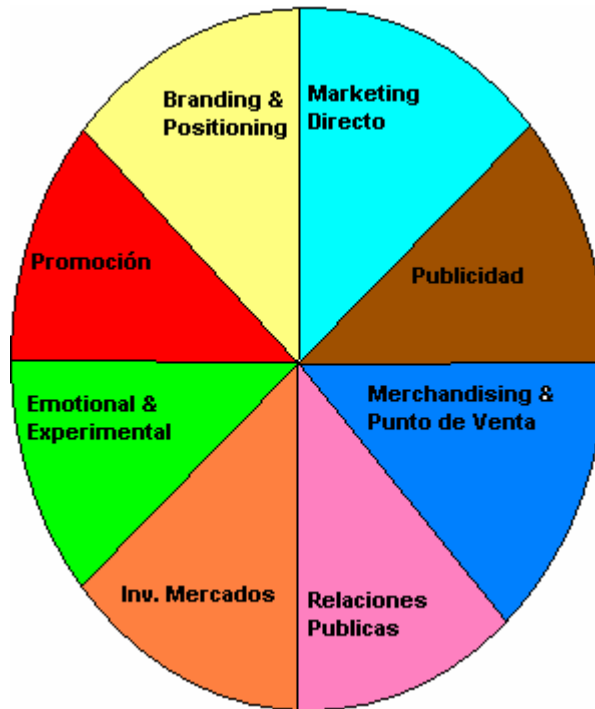 Branding &
Positioning
Marketing
Directo
Promoción
Publicidad
Emotional &
Experimental
Merchandising &
Punto de Venta
Inv. Mercados
Relaciones
Publicas